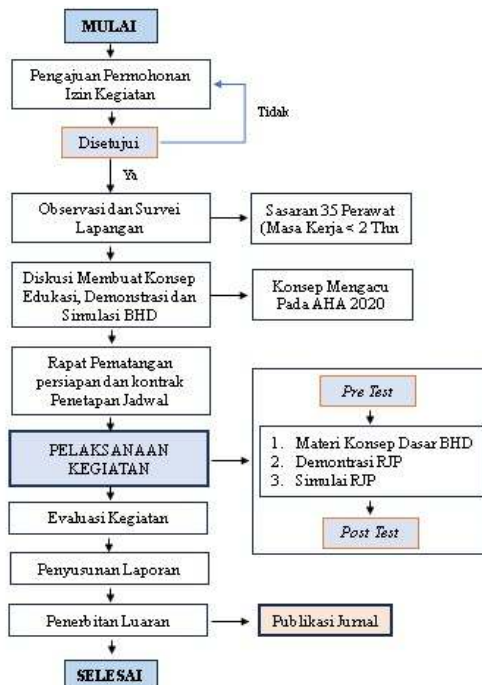 MULAI
Pengajuan Permohonan
Izin Kegiatan
Tidak
Disetujui
Ya
Observasi dan Survei
Lapangan
Sasaran 35 Perawat
(Masa Kerja < 2 Thn
Diskusi Membuat Konsep
Edukasi, Demonstrasi dan
Simulasi BHD
Konsep Mengacu
Pada AHA 2020
Rapat Pematangan
persiapan dan kontrak
Penetapan Jadwal
PELAKSANAAN
KEGIATAN
Pre Test
1. Materi Konsep Dasar BHD
2. Demontrasi RJP
3. Simulai RJP
Post Test
Evaluasi Kegiatan
Penyusunan Laporan
Penerbitan Luaran
Publikasi Jurnal
SELESAI